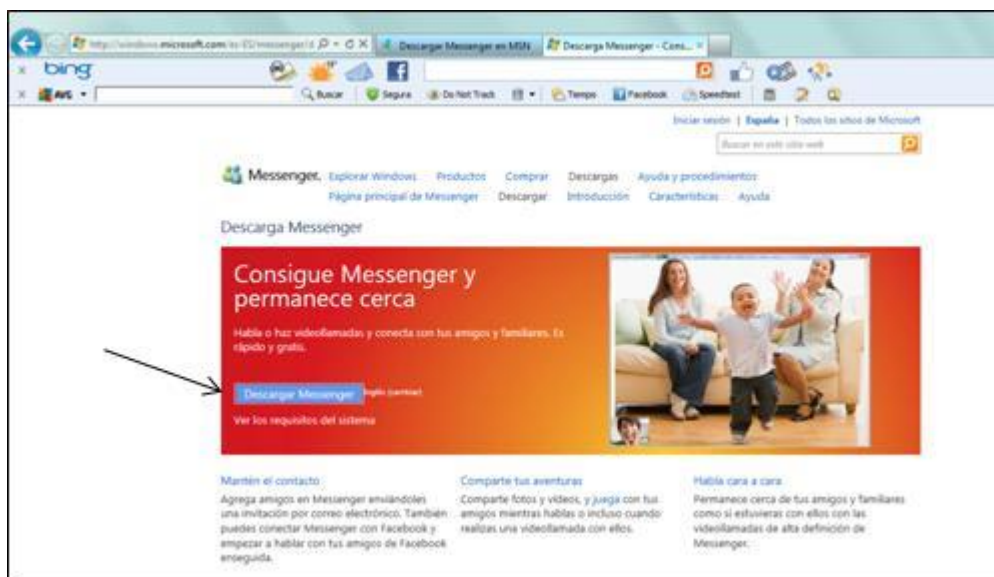 http://windows.microsoft.com/es-ES/messenger/d
Descargar Messenger en MSN
Descarga Messenger - Cons...
bing
AVG
Buscar
Segura
Do Not Track
Tiempo
Facebook
Speedtest
Iniciar sesión | España | Todos los sitios de Microsoft
Buscar en este sitio web
Messenger. Explorar Windows Productos Comprar Descargas Ayuda y procedimientos
Página principal de Messenger Descargar Introducción Características Ayuda
Descarga Messenger
Consigue Messenger y
permanece cerca
Habla o haz videollamadas y conecta con tus amigos y familiares. Es
rápido y gratis.
Descargar Messenger Inglés (cambiar)
Ver los requisitos del sistema
Mantén el contacto
Agrega amigos en Messenger enviándoles
una invitación por correo electrónico. También
puedes conectar Messenger con Facebook y
empezar a hablar con tus amigos de Facebook
enseguida.
Comparte tus aventuras
Comparte fotos y vídeos, y juega con tus
amigos mientras hablas o incluso cuando
realizas una videollamada con ellos.
Habla cara a cara
Permanece cerca de tus amigos y familiares
como si estuvieras con ellos con las
videollamadas de alta definición de
Messenger.